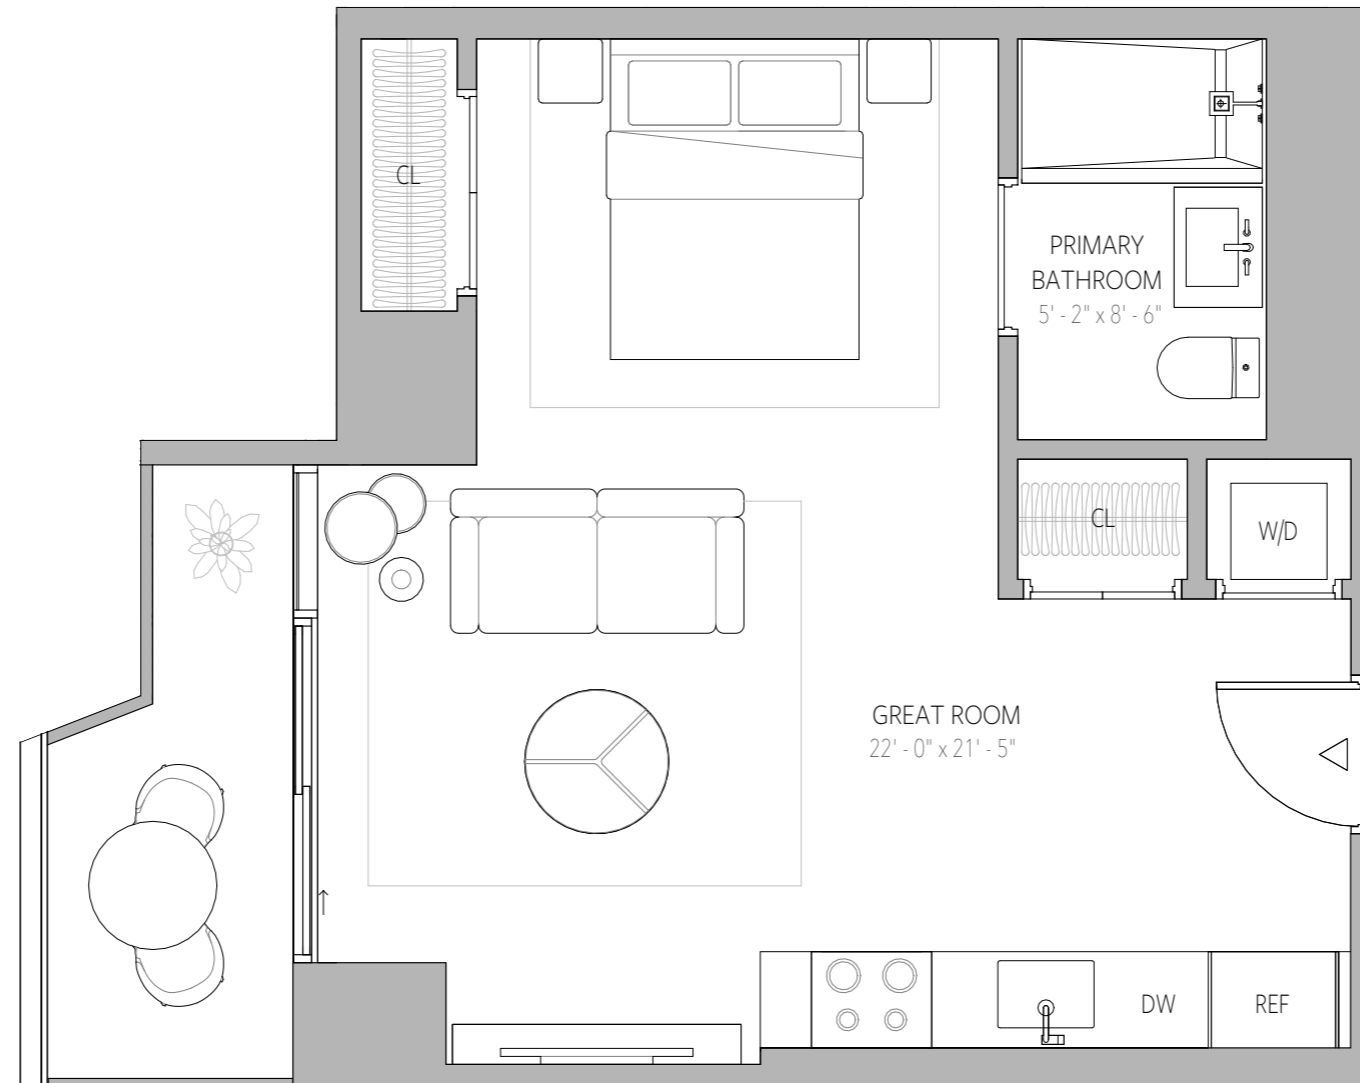 CL
PRIMARY
BATHROOM
5' - 2" x 8' - 6"
CL
W/D
GREAT ROOM
22' - 0" x 21' - 5"
DW
REF